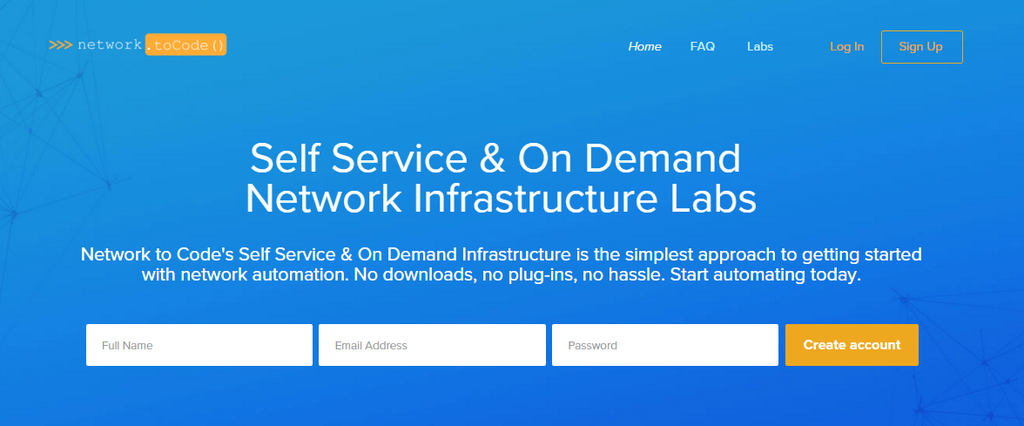 >>> network .toCode()
Home FAQ Labs Log In Sign Up
Self Service & On Demand
Network Infrastructure Labs
Network to Code's Self Service & On Demand Infrastructure is the simplest approach to getting started
with network automation. No downloads, no plug-ins, no hassle. Start automating today.
Full Name Email Address Password Create account